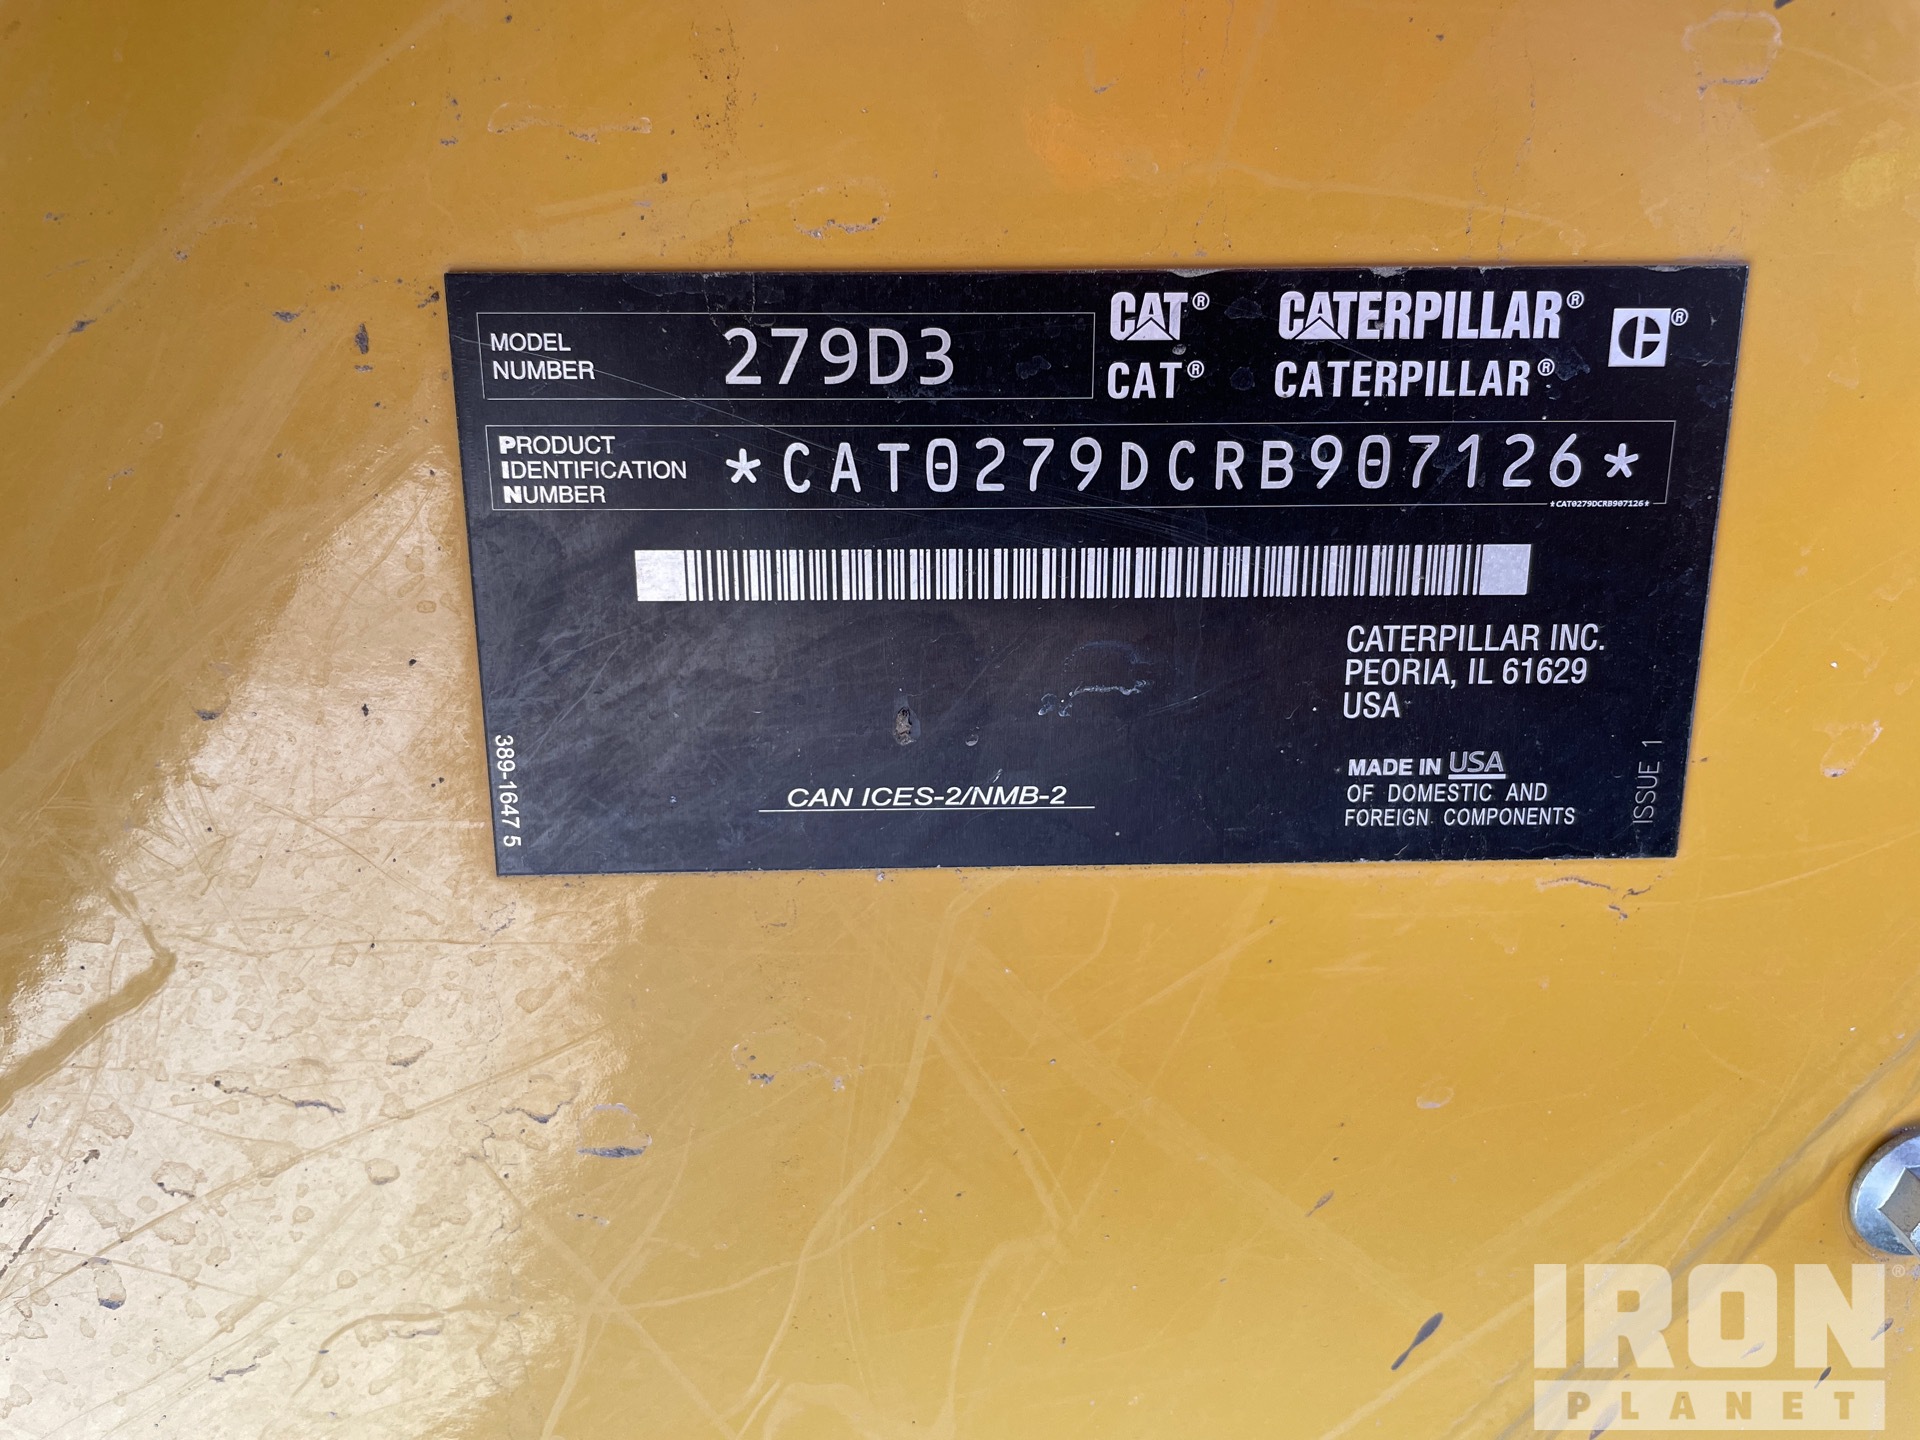 MODEL
NUMBER
279D3
CAT® CATERPILLAR® ®
CAT® CATERPILLAR®
PRODUCT
IDENTIFICATION
NUMBER
*CAT0279DCRB907126*
*CAT0279DCRB907126*
CATERPILLAR INC.
PEORIA, IL 61629
USA
MADE IN USA
OF DOMESTIC AND
FOREIGN COMPONENTS
ISSUE 1
CAN ICES-2/NMB-2
389-1647 5
IRON®
PLANET